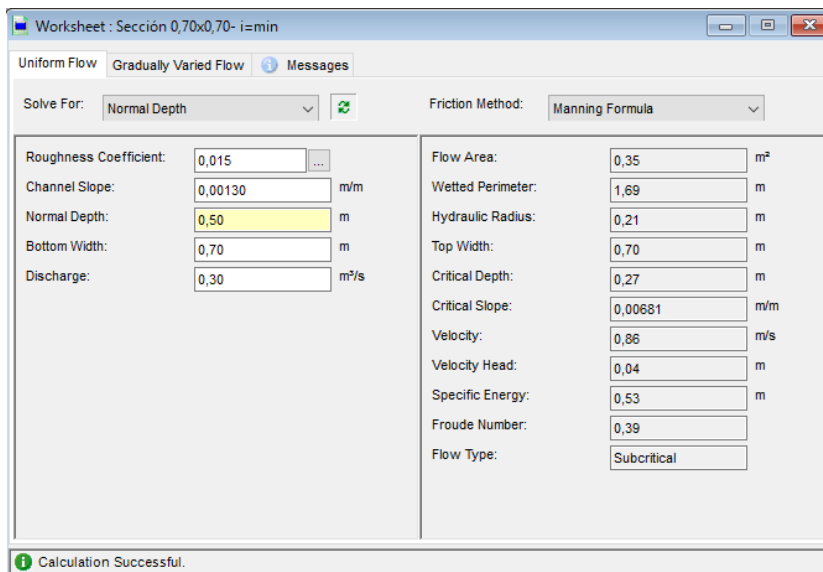 Worksheet : Sección 0,70x0,70- i=min
Uniform Flow Gradually Varied Flow Messages
Solve For: Normal Depth Friction Method: Manning Formula
Roughness Coefficient: 0,015 ...
Channel Slope: 0,00130 m/m
Normal Depth: 0,50 m
Bottom Width: 0,70 m
Discharge: 0,30 m³/s
Flow Area: 0,35 m²
Wetted Perimeter: 1,69 m
Hydraulic Radius: 0,21 m
Top Width: 0,70 m
Critical Depth: 0,27 m
Critical Slope: 0,00681 m/m
Velocity: 0,86 m/s
Velocity Head: 0,04 m
Specific Energy: 0,53 m
Froude Number: 0,39
Flow Type: Subcritical
Calculation Successful.